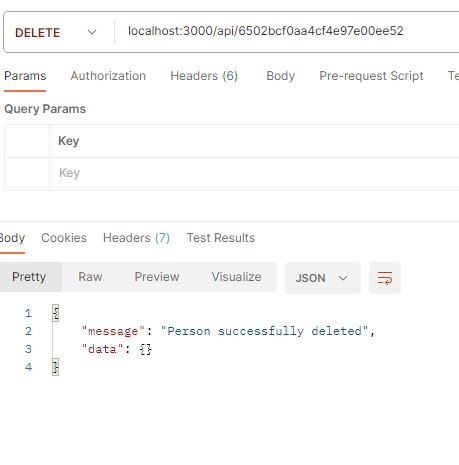 DELETE localhost:3000/api/6502bcf0aa4cf4e97e00ee52
Params Authorization Headers (6) Body Pre-request Script Te
Query Params
Key
Key
Body Cookies Headers (7) Test Results
Pretty Raw Preview Visualize JSON
1 {
2 "message": "Person successfully deleted",
3 "data": {}
4 }